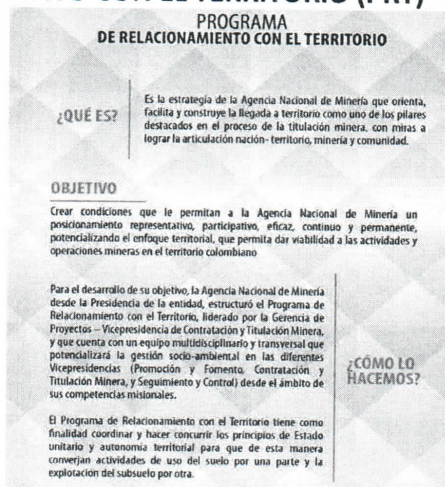 PROGRAMA
DE RELACIONAMIENTO CON EL TERRITORIO
¿QUÉ ES?
Es la estrategia de la Agencia Nacional de Minería que orienta,
facilita y construye la llegada a territorio como uno de los pilares
destacados en el proceso de la titulación minera, con miras a
lograr la articulación nación- territorio, minería y comunidad.
OBJETIVO
Crear condiciones que le permitan a la Agencia Nacional de Minería un
posicionamiento representativo, participativo, eficaz, continuo y permanente,
potencializando el enfoque territorial, que permita dar viabilidad a las actividades y
operaciones mineras en el territorio colombiano
Para el desarrollo de su objetivo, la Agencia Nacional de Minería
desde la Presidencia de la entidad, estructuró el Programa de
Relacionamiento con el Territorio, liderado por la Gerencia de
Proyectos – Vicepresidencia de Contratación y Titulación Minera,
y que cuenta con un equipo multidisciplinario y transversal que
potencializará la gestión socio-ambiental en las diferentes
Vicepresidencias (Promoción y Fomento, Contratación y
Titulación Minera, y Seguimiento y Control) desde el ámbito de
sus competencias misionales.
El Programa de Relacionamiento con el Territorio tiene como
finalidad coordinar y hacer concurrir los principios de Estado
unitario y autonomía territorial para que de esta manera
converjan actividades de uso del suelo por una parte y la
explotación del subsuelo por otra.
¿CÓMO LO
HACEMOS?